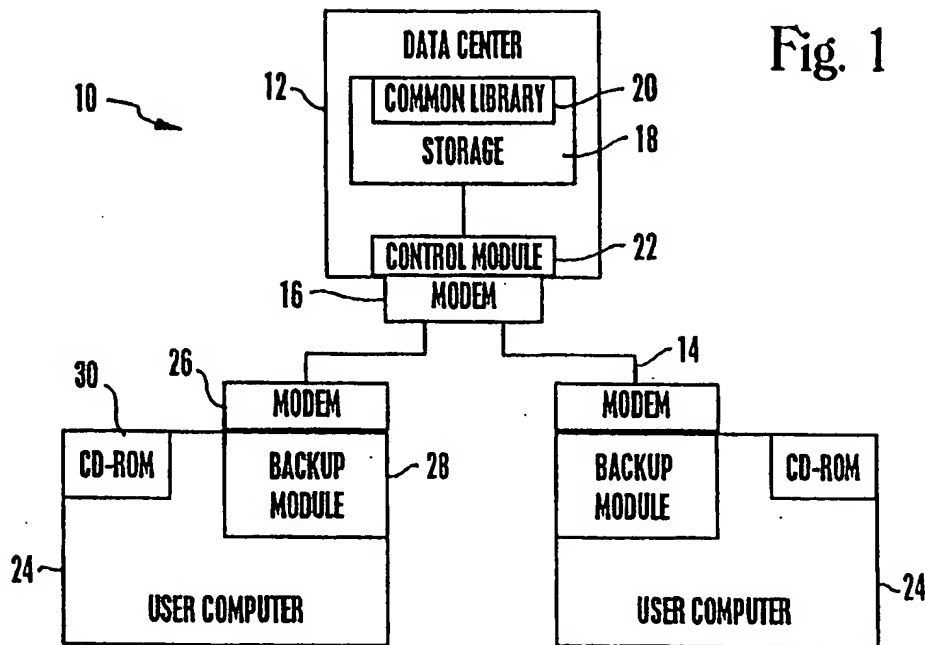 DATA CENTER
Fig. 1
10
12
COMMON LIBRARY
20
STORAGE
18
CONTROL MODULE
22
16
MODEM
14
30
26
MODEM
MODEM
CD-ROM
BACKUP
MODULE
28
BACKUP
MODULE
CD-ROM
24
USER COMPUTER
USER COMPUTER
24